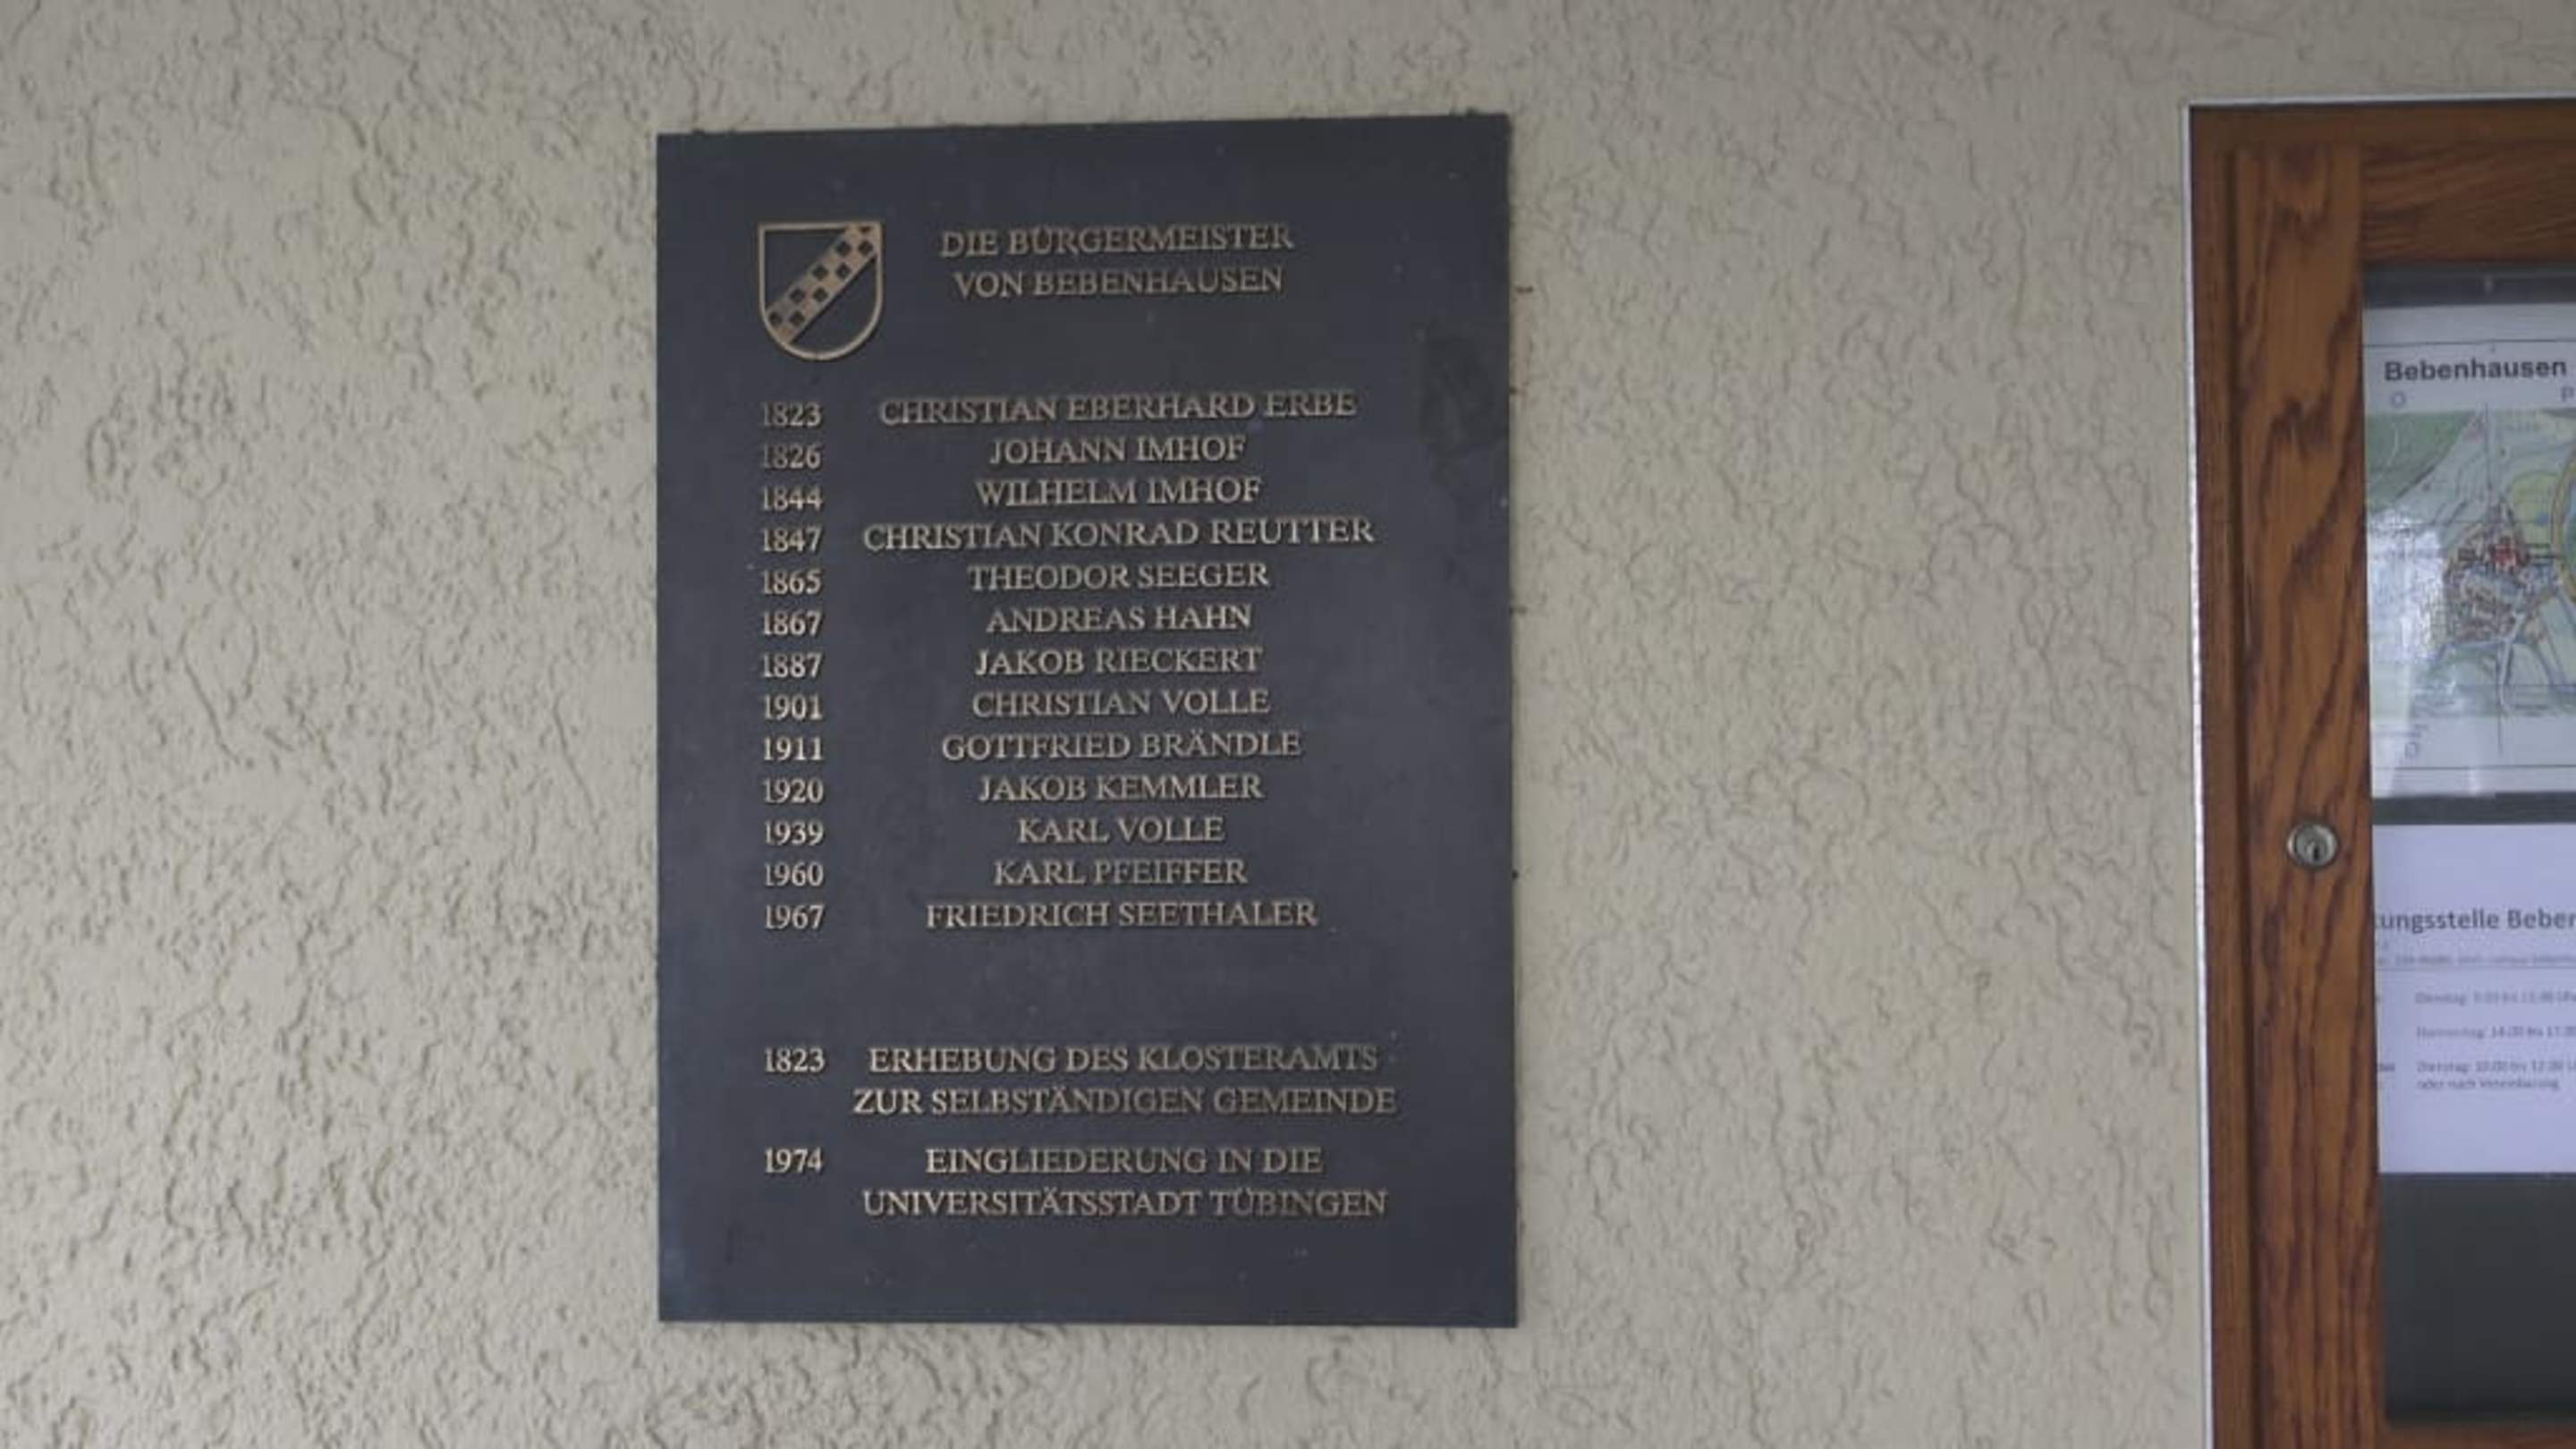 DIE BÜRGERMEISTER
VON BEBENHAUSEN
1823 CHRISTIAN EBERHARD ERBE
1826 JOHANN IMHOF
1844 WILHELM IMHOF
1847 CHRISTIAN KONRAD REUTTER
1865 THEODOR SEEGER
1867 ANDREAS HAHN
1887 JAKOB RIECKERT
1901 CHRISTIAN VOLLE
1911 GOTTFRIED BRÄNDLE
1920 JAKOB KEMMLER
1939 KARL VOLLE
1960 KARL PFEIFFER
1967 FRIEDRICH SEETHALER
1823 ERHEBUNG DES KLOSTERAMTS
ZUR SELBSTÄNDIGEN GEMEINDE
1974 EINGLIEDERUNG IN DIE
UNIVERSITÄTSSTADT TÜBINGEN
Bebenhausen
tungsstelle Beben